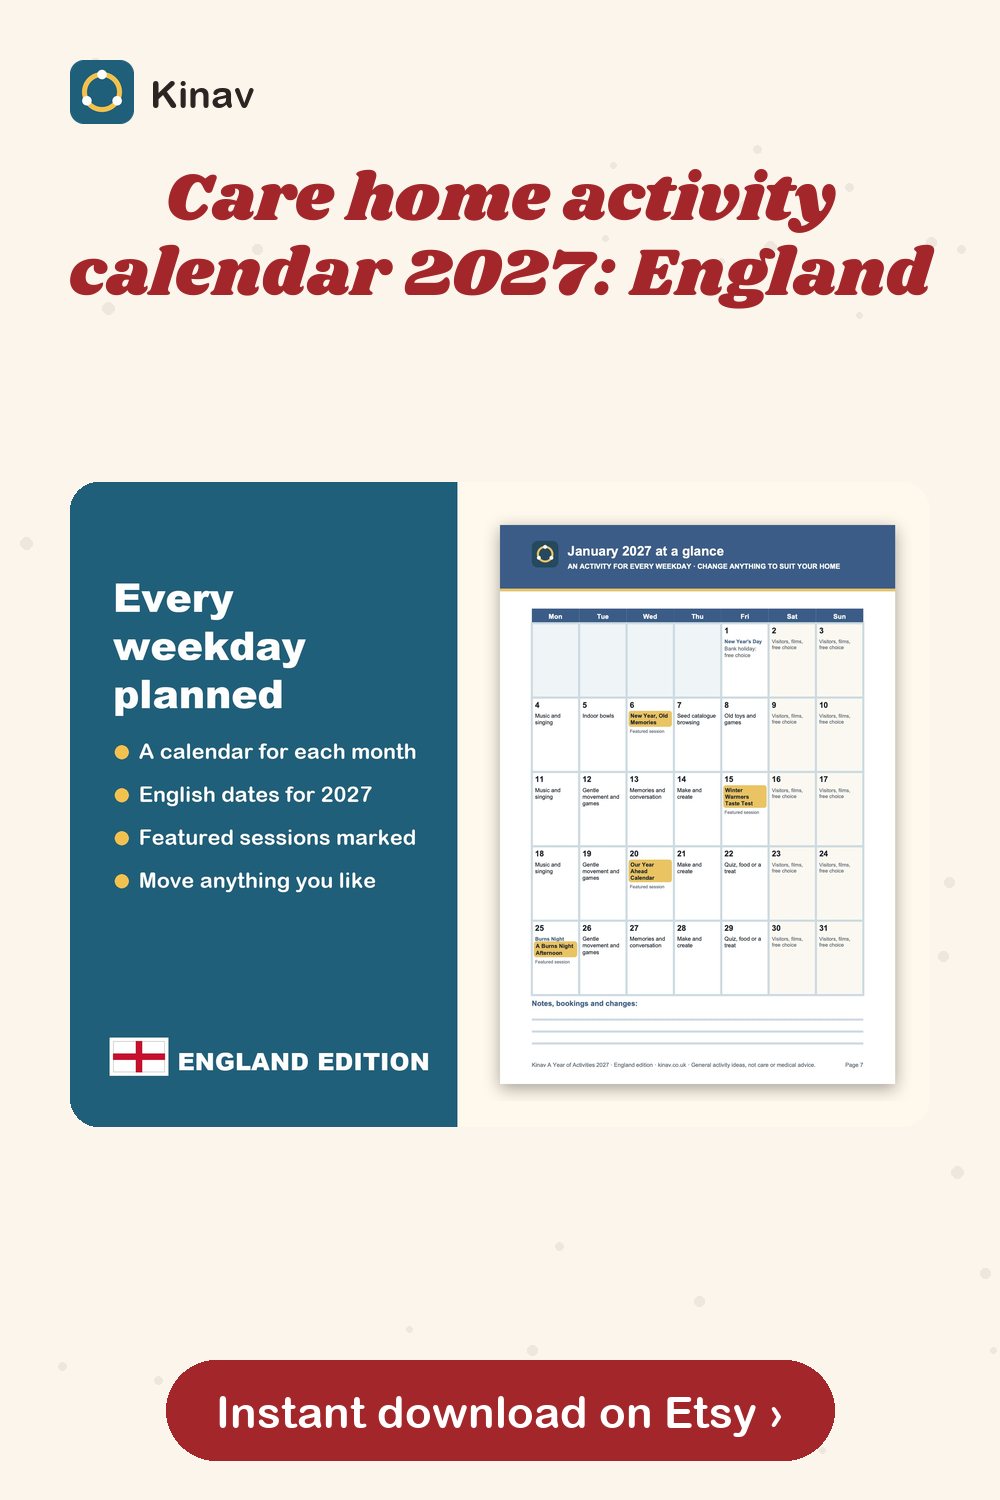 Kinav
Care home activity
calendar 2027: England
Every
weekday
planned
A calendar for each month
English dates for 2027
Featured sessions marked
Move anything you like
ENGLAND EDITION
January 2027 at a glance
AN ACTIVITY FOR EVERY WEEKDAY · CHANGE ANYTHING TO SUIT YOUR HOME
Mon Tue Wed Thu Fri Sat Sun
1 2 3
New Year's Day Visitors, films, Visitors, films,
Bank holiday: free choice free choice
free choice
4 5 6 7 8 9 10
Music and Indoor bowls New Year, Old Seed catalogue Old toys and Visitors, films, Visitors, films,
singing Memories browsing games free choice free choice
Featured session
11 12 13 14 15 16 17
Music and Gentle Memories and Make and Winter Visitors, films, Visitors, films,
singing movement and conversation create Warmers free choice free choice
games Taste Test
Featured session
18 19 20 21 22 23 24
Music and Gentle Our Year Make and Quiz, food or a Visitors, films, Visitors, films,
singing movement and Ahead create treat free choice free choice
games Calendar
Featured session
25 26 27 28 29 30 31
Burns Night Gentle Memories and Make and Quiz, food or a Visitors, films, Visitors, films,
A Burns Night movement and conversation create treat free choice free choice
Afternoon games
Featured session
Notes, bookings and changes:
Kinav A Year of Activities 2027 · England edition · kinav.co.uk · General activity ideas, not care or medical advice. Page 7
Instant download on Etsy ›